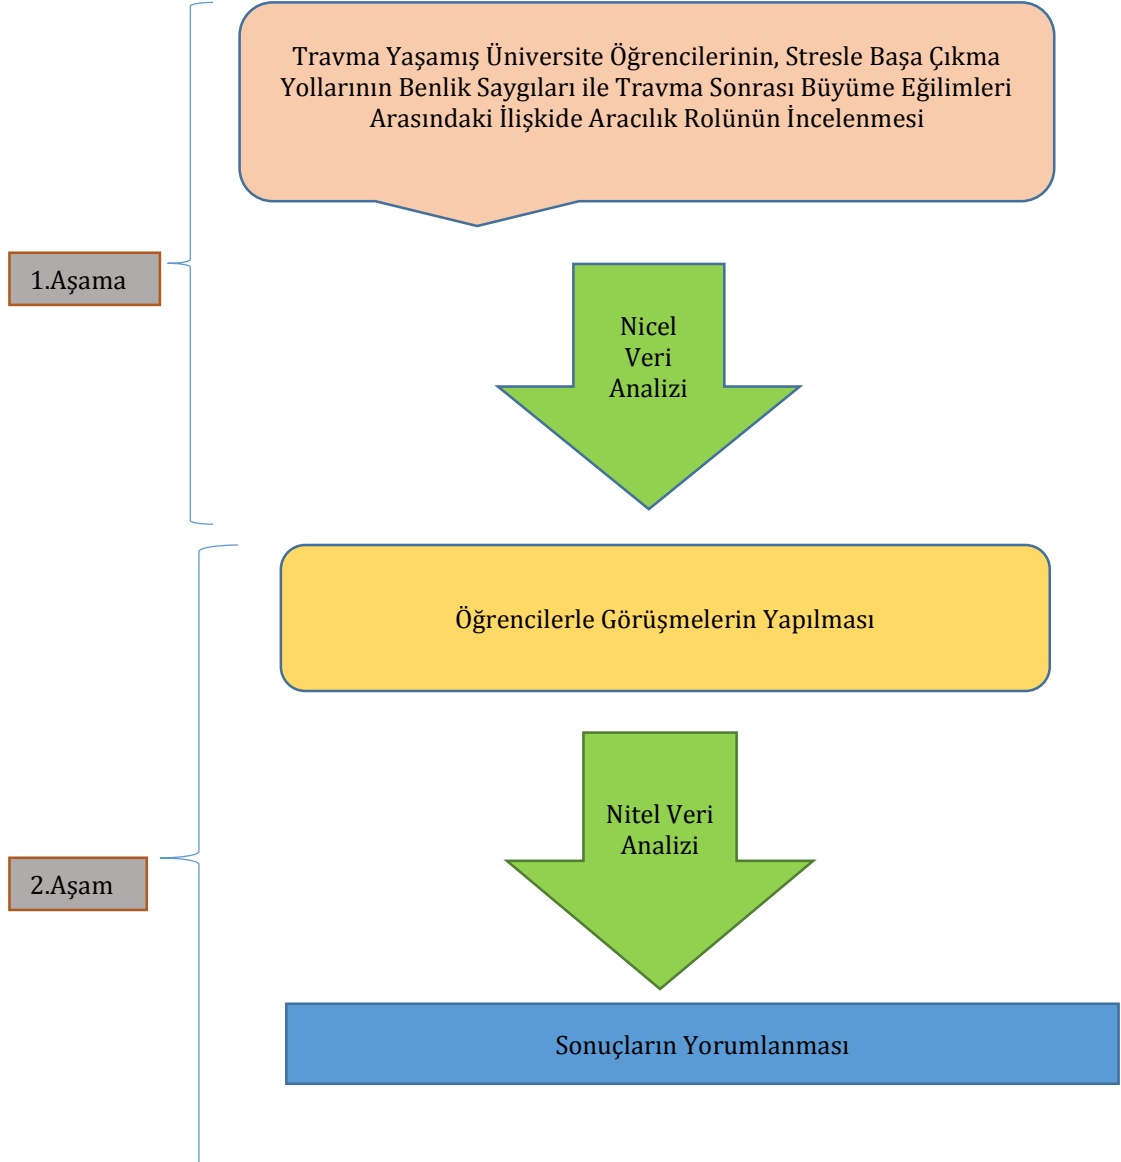 Travma Yaşamış Üniversite Öğrencilerinin, Stresle Başa Çıkma
Yollarının Benlik Saygıları ile Travma Sonrası Büyüme Eğilimleri
Arasındaki İlişkide Aracılık Rolünün İncelenmesi
1.Aşama
Nicel
Veri
Analizi
Öğrencilerle Görüşmelerin Yapılması
Nitel Veri
Analizi
2.Aşam
Sonuçların Yorumlanması